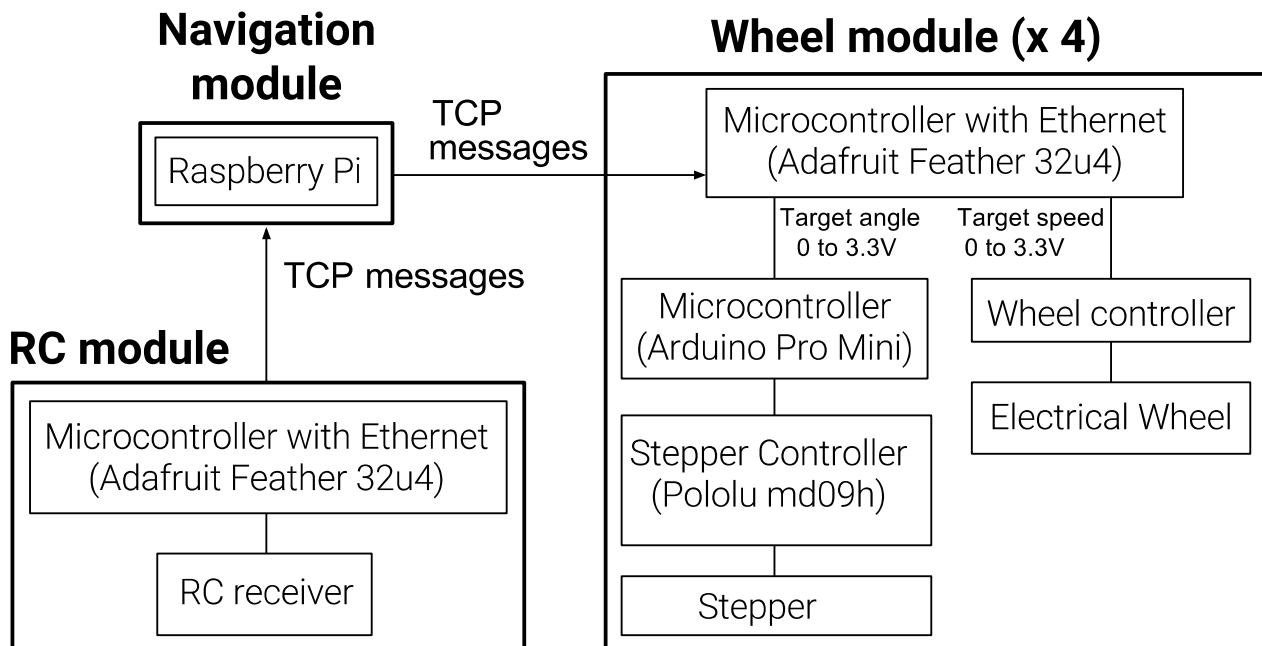 Navigation
module
Raspberry Pi
TCP messages
RC module
Microcontroller with Ethernet
(Adafruit Feather 32u4)
RC receiver
TCP
messages
Wheel module (x 4)
Microcontroller with Ethernet
(Adafruit Feather 32u4)
Target angle
0 to 3.3V
Target speed
0 to 3.3V
Microcontroller
(Arduino Pro Mini)
Stepper Controller
(Pololu md09h)
Stepper
Wheel controller
Electrical Wheel